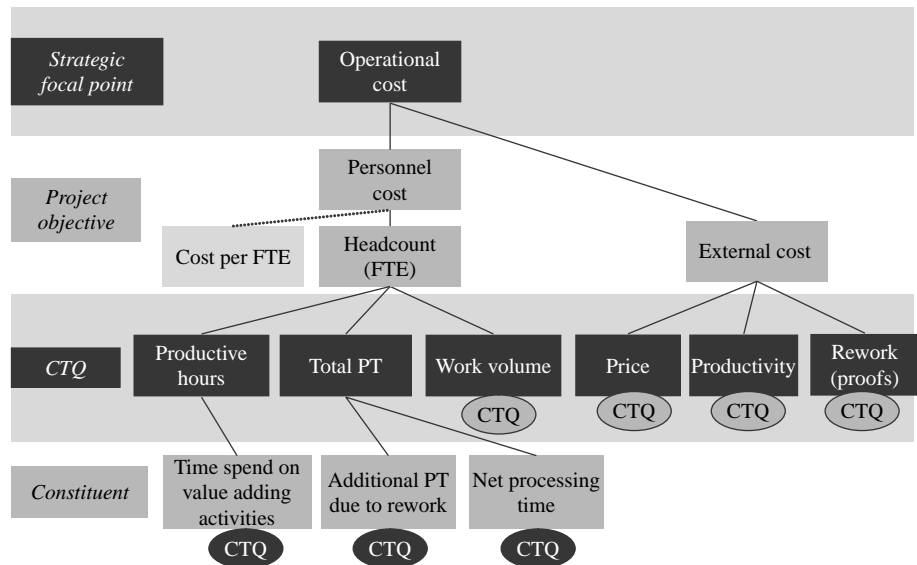 Strategic
focal point
Operational
cost
Personnel
cost
Project
objective
Cost per FTE
Headcount
(FTE)
External cost
CTQ
Productive
hours
Total PT
Work volume
Price
Productivity
Rework
(proofs)
CTQ
CTQ
CTQ
CTQ
Constituent
Time spend on
value adding
activities
Additional PT
due to rework
Net processing
time
CTQ
CTQ
CTQ